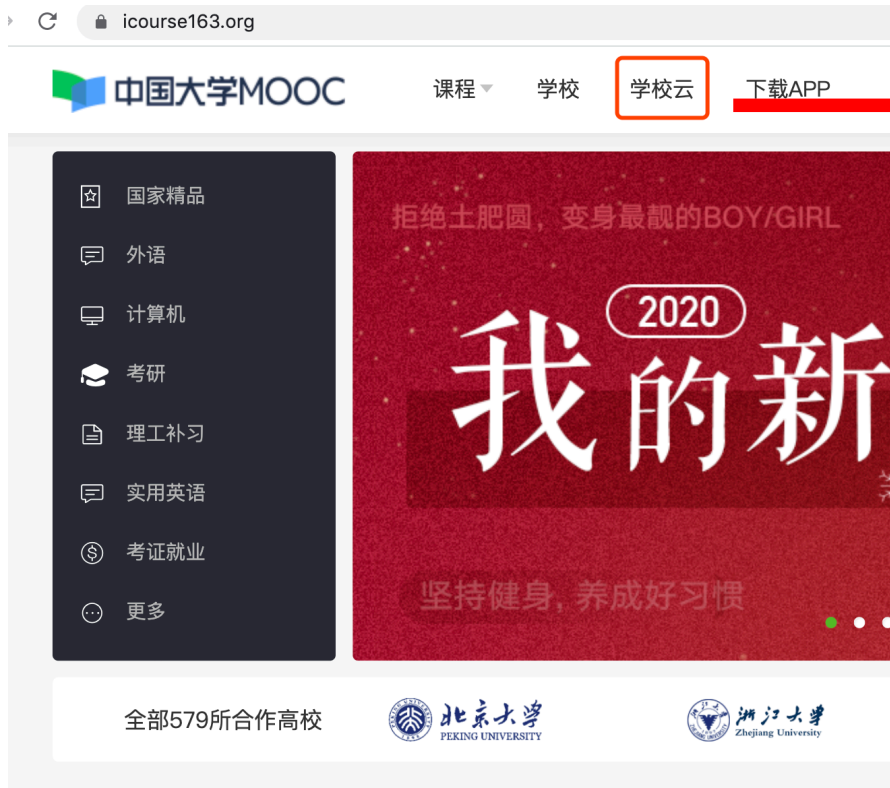 icourse163.org
中国大学MOOC
课程
学校
学校云
下载APP
国家精品
外语
计算机
考研
理工补习
实用英语
考证就业
更多
拒绝土肥圆，变身最靓的BOY/GIRL
2020
我的新
坚持健身,养成好习惯
全部579所合作高校
北京大学
PEKING UNIVERSITY
浙江大学
Zhejiang University